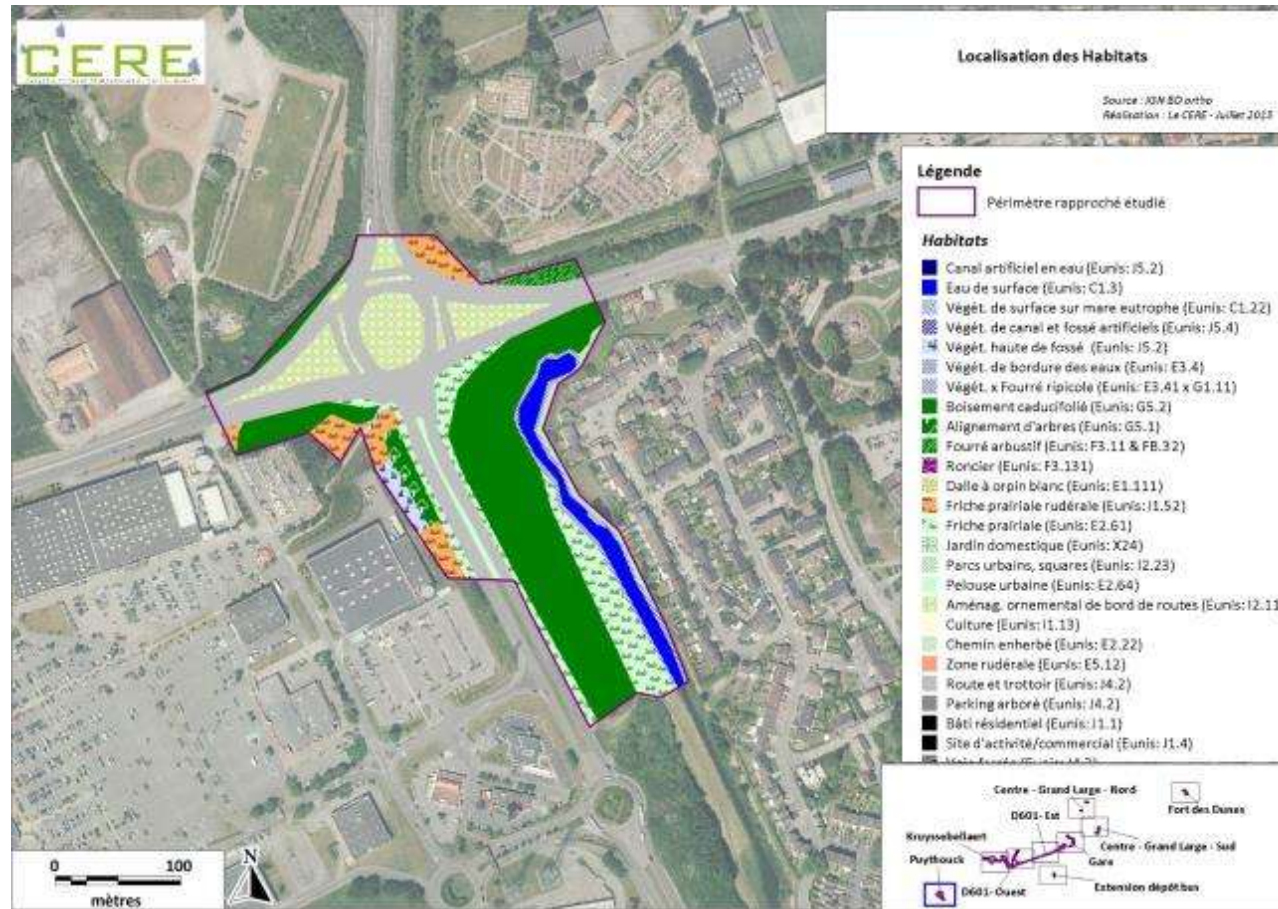 CERE
Localisation des Habitats
Source : IGN BD ortho
Réalisation : Le CERE - Juillet 2015
Légende
Périmètre rapproché étudié
Habitats
Canal artificiel en eau (Eunis: J5.2)
Eau de surface (Eunis: C1.3)
Végét. de surface sur mare eutrophe (Eunis: C1.22)
Végét. de canal et fossé artificiels (Eunis: J5.4)
Végét. haute de fossé (Eunis: J5.2)
Végét. de bordure des eaux (Eunis: E3.4)
Végét. x Fourré ripicole (Eunis: E3.41 x G1.11)
Boisement caducifolié (Eunis: G5.2)
Alignement d'arbres (Eunis: G5.1)
Fourré arbustif (Eunis: F3.11 & FB.32)
Roncier (Eunis: F3.131)
Dalle à orpin blanc (Eunis: E1.111)
Friche prairiale rudérale (Eunis: I1.52)
Friche prairiale (Eunis: E2.61)
Jardin domestique (Eunis: X24)
Parcs urbains, squares (Eunis: I2.23)
Pelouse urbaine (Eunis: E2.64)
Aménag. ornemental de bord de routes (Eunis: I2.11
Culture (Eunis: I1.13)
Chemin enherbé (Eunis: E2.22)
Zone rudérale (Eunis: E5.12)
Route et trottoir (Eunis: J4.2)
Parking arboré (Eunis: J4.2)
Bâti résidentiel (Eunis: J1.1)
Site d'activité/commercial (Eunis: J1.4)
Centre - Grand Large - Nord
Fort des Dunes
D601- Est
Kruyssebellaert
Centre - Grand Large - Sud
Puythouck
Gare
D601- Ouest
Extension dépôt bus
0 100
mètres
N